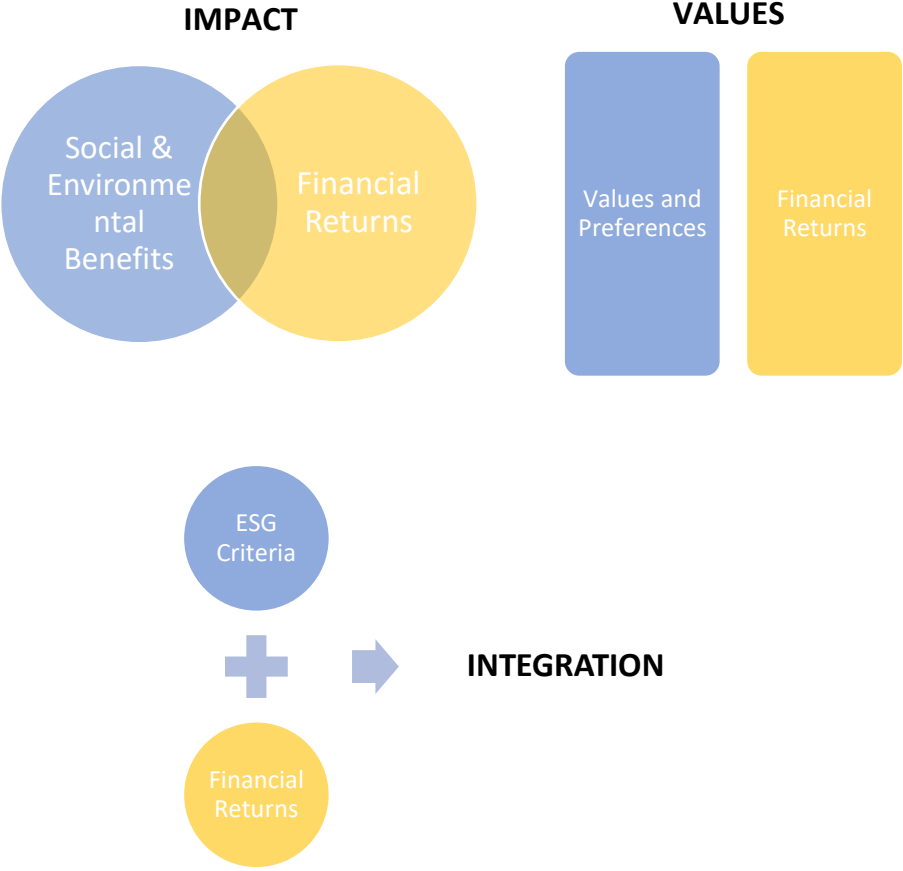 IMPACT
Social &
Environme
ntal
Benefits
Financial
Returns
VALUES
Values and
Preferences
Financial
Returns
ESG
Criteria
INTEGRATION
Financial
Returns